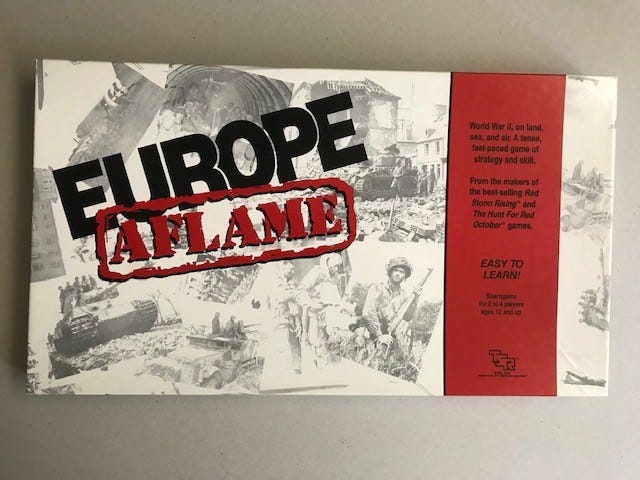 EUROPE
AFLAME
World War II, on land,
sea, and air. A tense,
fast-paced game of
strategy and skill.
From the makers of
the best-selling Red
Storm Rising™ and
The Hunt For Red
October™ games.
EASY TO
LEARN!
Boardgame
for 2 to 4 players
ages 12 and up
TSR, Inc.